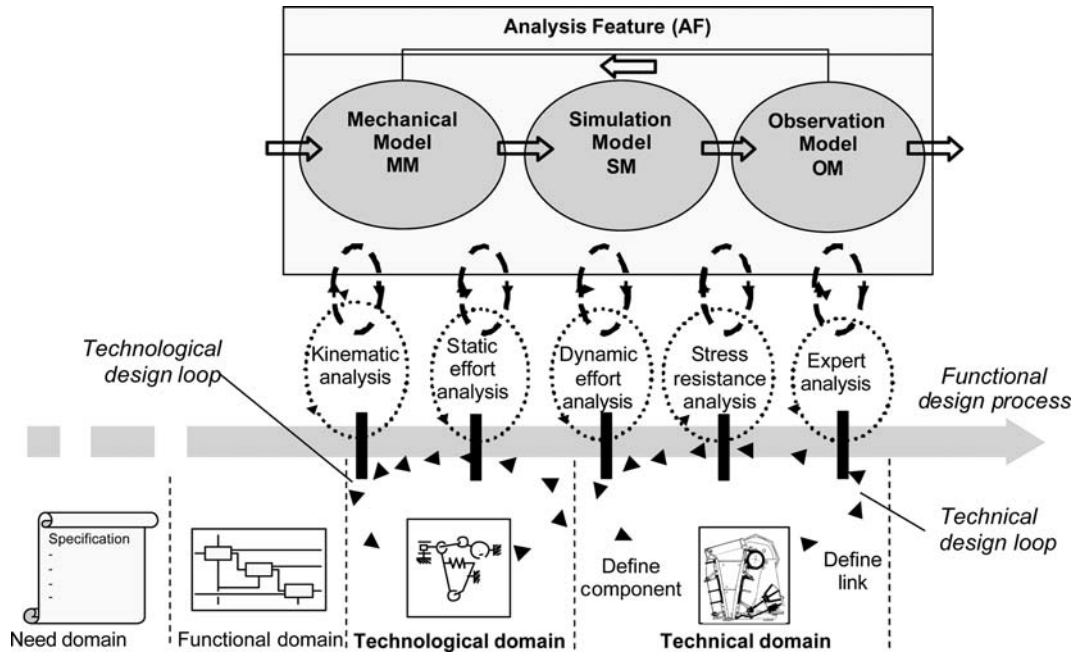 Analysis Feature (AF)
Mechanical
Model
MM
Simulation
Model
SM
Observation
Model
OM
Technological
design loop
Kinematic
analysis
Static
effort
analysis
Dynamic
effort
analysis
Stress
resistance
analysis
Expert
analysis
Functional
design process
Specification
-
-
-
-
Define
component
Define
link
Technical
design loop
Need domain
Functional domain
Technological domain
Technical domain